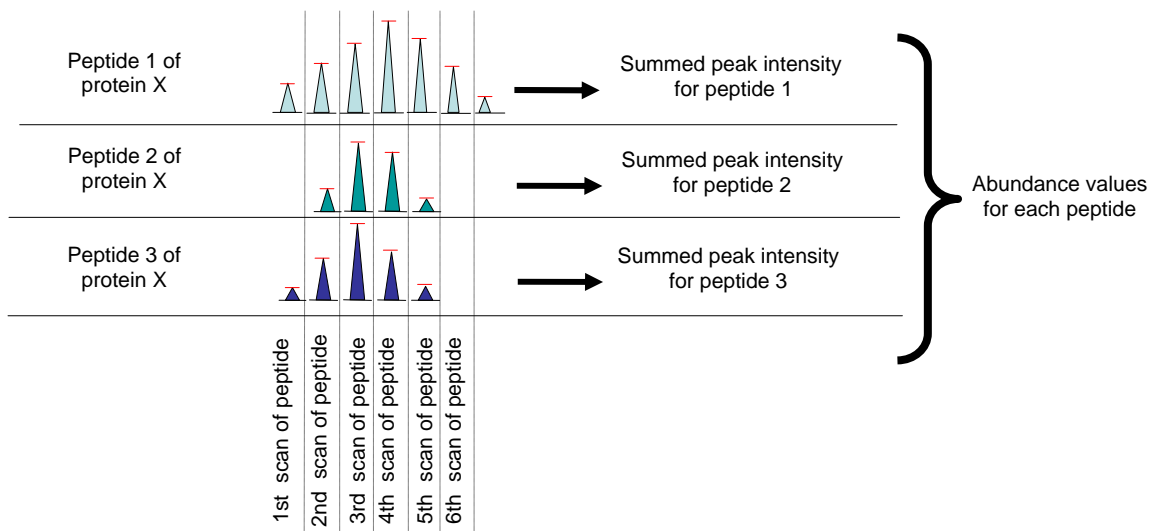 Peptide 1 of
protein X
Summed peak intensity
for peptide 1
Peptide 2 of
protein X
Summed peak intensity
for peptide 2
Abundance values
for each peptide
Peptide 3 of
protein X
Summed peak intensity
for peptide 3
1st scan of peptide
2nd scan of peptide
3rd scan of peptide
4th scan of peptide
5th scan of peptide
6th scan of peptide